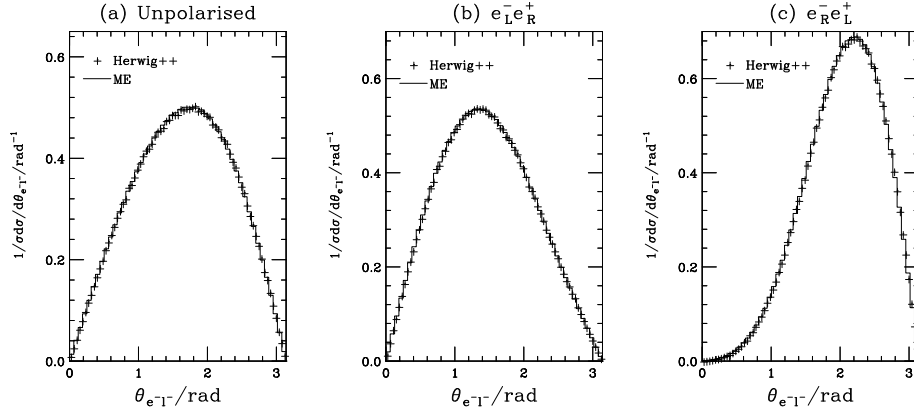 (a) Unpolarised
0.6
0.4
0.2
0.0
0 1 2 3
1/σdσ/dθe⁻l⁻/rad⁻¹
θe⁻l⁻/rad
Herwig++
ME
(b) e⁻Le⁺R
0.6
0.4
0.2
0.0
0 1 2 3
1/σdσ/dθe⁻l⁻/rad⁻¹
θe⁻l⁻/rad
Herwig++
ME
(c) e⁻Re⁺L
0.6
0.4
0.2
0.0
0 1 2 3
1/σdσ/dθe⁻l⁻/rad⁻¹
θe⁻l⁻/rad
Herwig++
ME